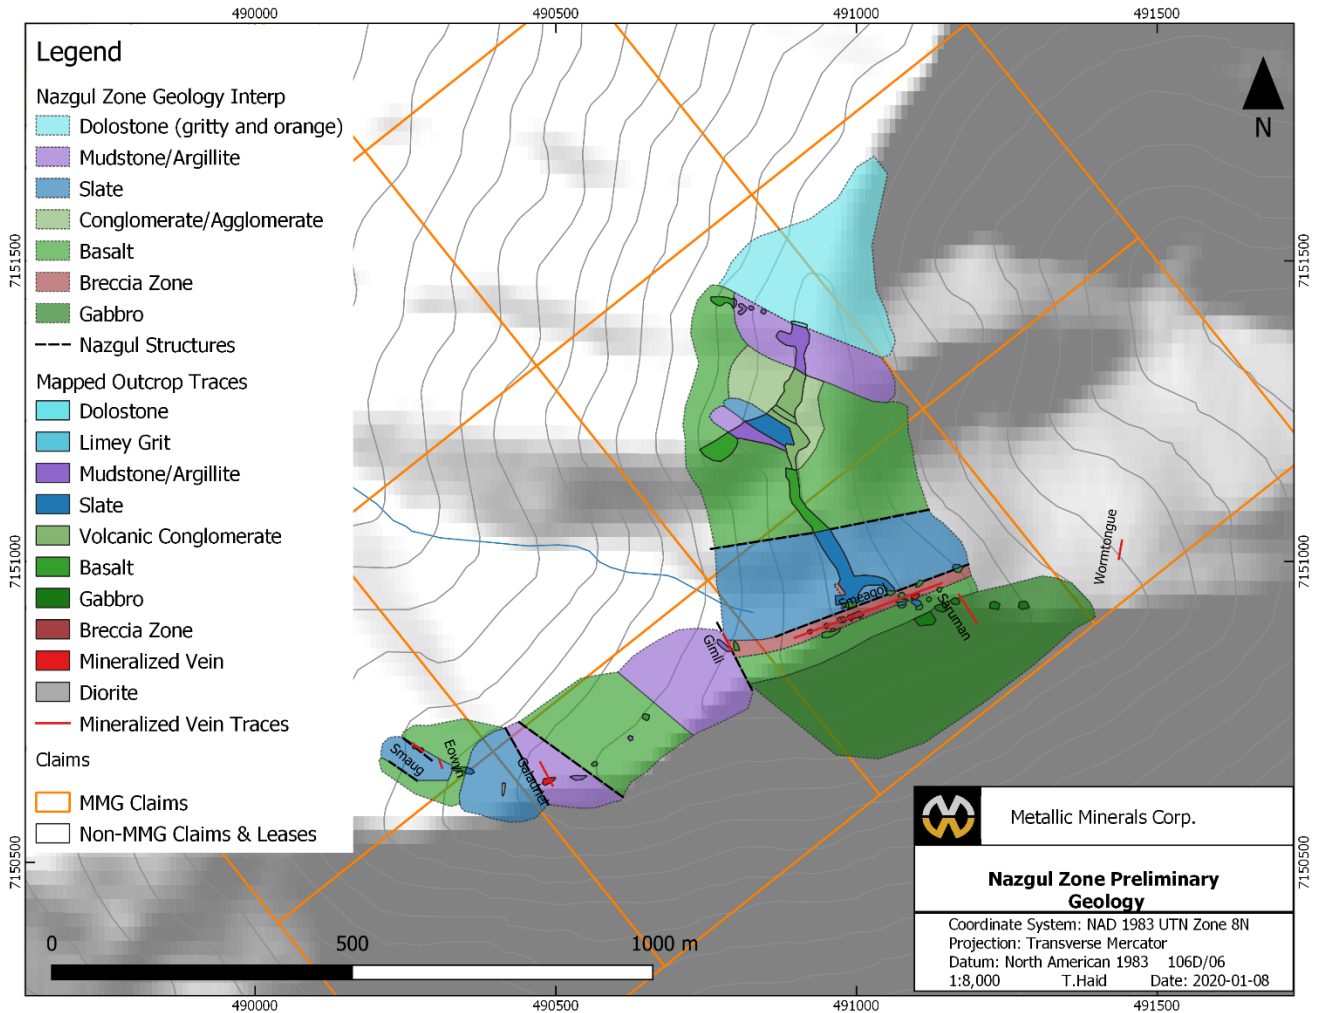 490000 490500 491000 491500
Legend
Nazgul Zone Geology Interp
Dolostone (gritty and orange)
Mudstone/Argillite
Slate
Conglomerate/Agglomerate
Basalt
Breccia Zone
Gabbro
Nazgul Structures
Mapped Outcrop Traces
Dolostone
Limey Grit
Mudstone/Argillite
Slate
Volcanic Conglomerate
Basalt
Gabbro
Breccia Zone
Mineralized Vein
Diorite
Mineralized Vein Traces
Claims
MMG Claims
Non-MMG Claims & Leases
N
7151500
7151000
7150500
7151500
7151000
7150500
Wormtongue
Smeagol
Saruman
Gimli
Eowyn
Smaug
Galadriel
0 500 1000 m
Metallic Minerals Corp.
Nazgul Zone Preliminary
Geology
Coordinate System: NAD 1983 UTN Zone 8N
Projection: Transverse Mercator
Datum: North American 1983 106D/06
1:8,000 T.Haid Date: 2020-01-08
490000 490500 491000 491500